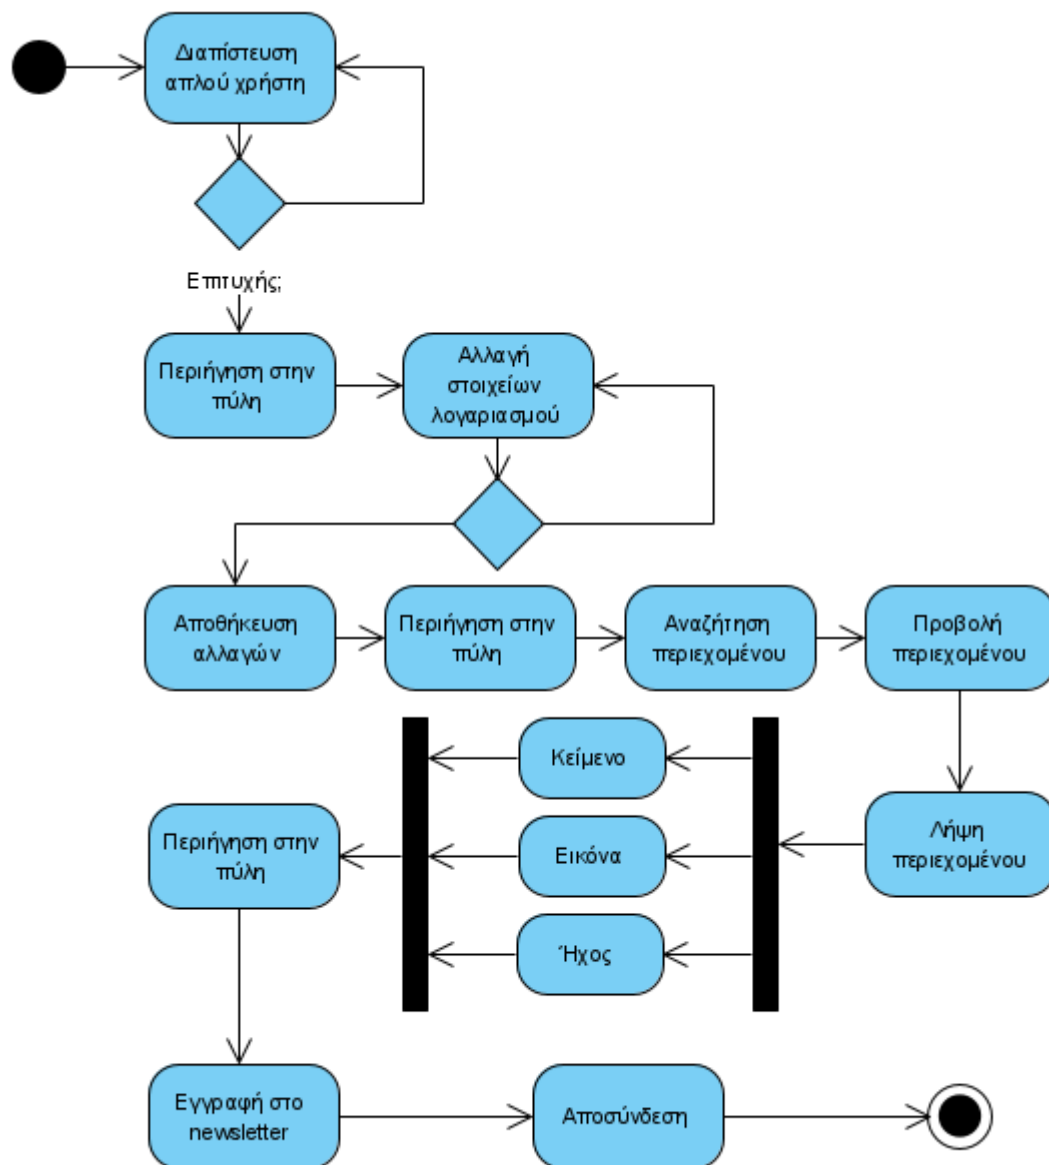 Διαπίστευση
απλού χρήστη
Επιτυχής;
Περιήγηση στην
πύλη
Αλλαγή
στοιχείων
λογαριασμού
Αποθήκευση
αλλαγών
Περιήγηση στην
πύλη
Αναζήτηση
περιεχομένου
Προβολή
περιεχομένου
Κείμενο
Εικόνα
Ήχος
Λήψη
περιεχομένου
Περιήγηση στην
πύλη
Εγγραφή στο
newsletter
Αποσύνδεση